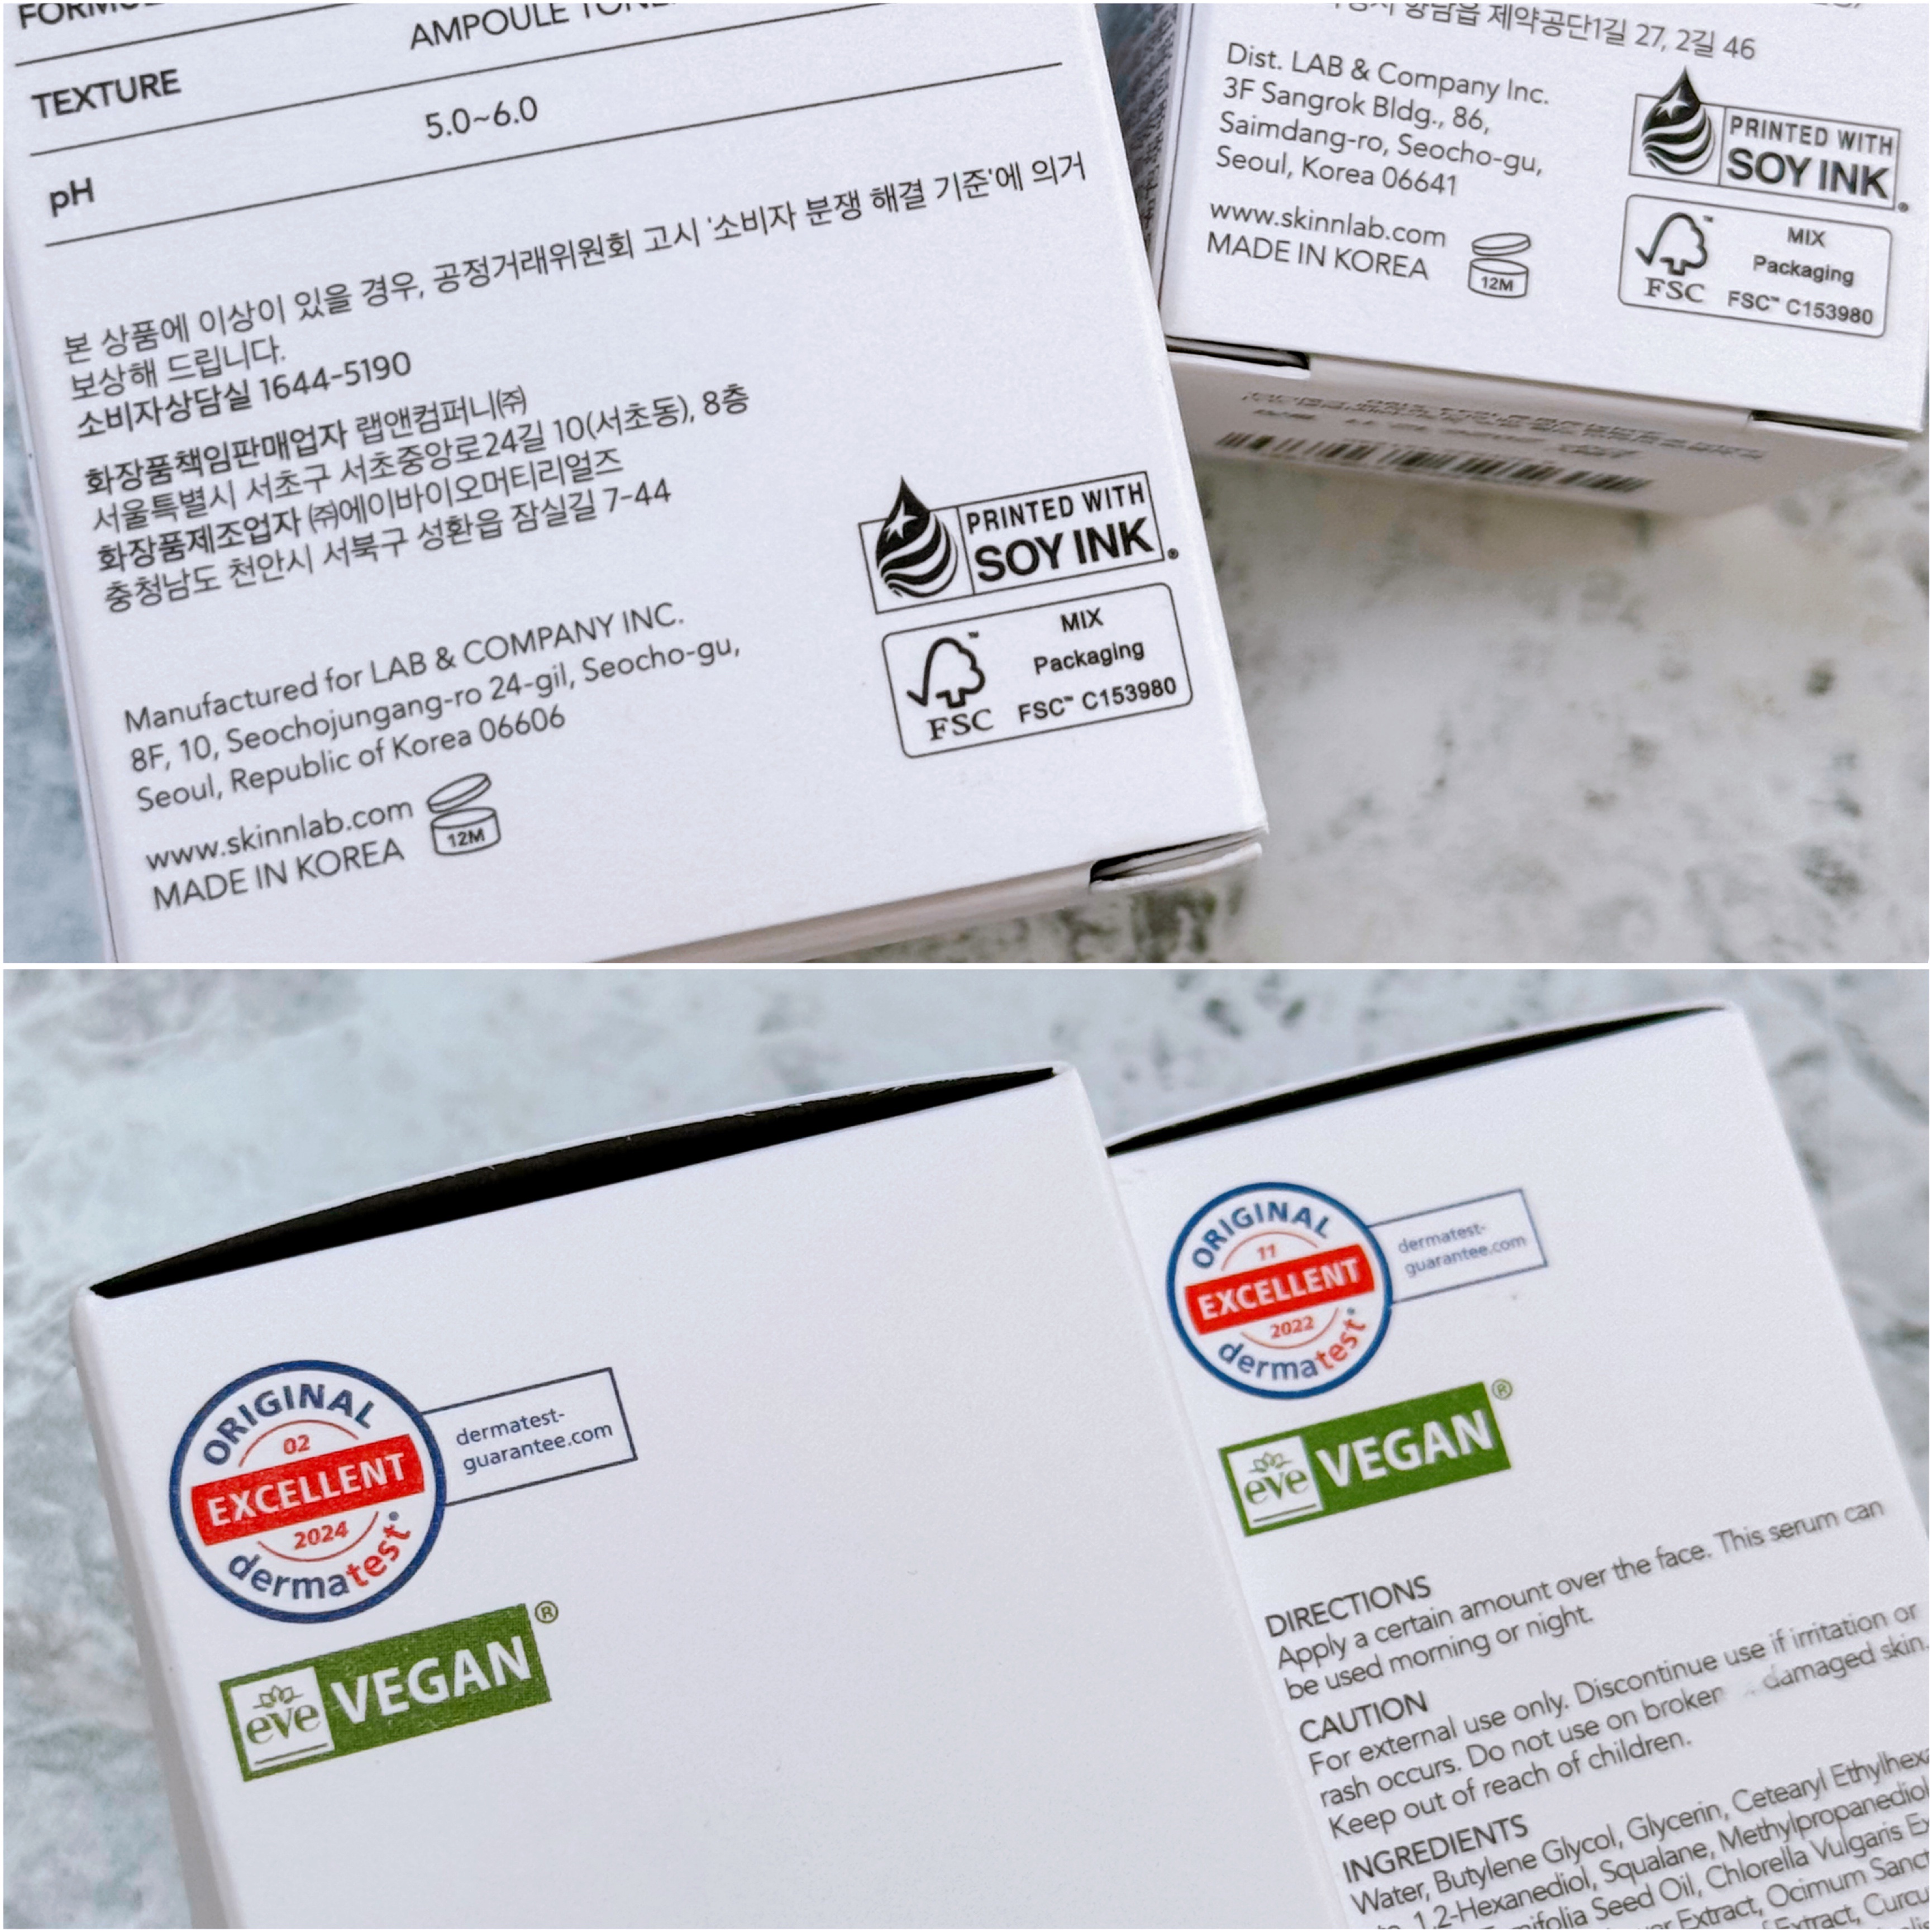 TEXTURE
AMPOULE
pH
5.0~6.0
본 상품에 이상이 있을 경우, 공정거래위원회 고시 '소비자 분쟁 해결 기준'에 의거
보상해 드립니다.
소비자상담실 1644-5190
화장품책임판매업자 랩앤컴퍼니㈜
서울특별시 서초구 서초중앙로24길 10(서초동), 8층
화장품제조업자 ㈜에이바이오머티리얼즈
충청남도 천안시 서북구 성환읍 잠실길 7-44
Manufactured for LAB & COMPANY INC.
8F, 10, Seochojungang-ro 24-gil, Seocho-gu,
Seoul, Republic of Korea 06606
www.skinnlab.com
MADE IN KOREA
12M
PRINTED WITH
SOY INK
MIX
Packaging
FSC
FSC™ C153980
향남읍 제약공단1길 27, 2길 46
Dist. LAB & Company Inc.
3F Sangrok Bldg., 86,
Saimdang-ro, Seocho-gu,
Seoul, Korea 06641
www.skinnlab.com
MADE IN KOREA
12M
PRINTED WITH
SOY INK
MIX
Packaging
FSC
FSC™ C153980
ORIGINAL
02
EXCELLENT
2024
dermatest®
dermatest-
guarantee.com
eve VEGAN®
ORIGINAL
11
EXCELLENT
2022
dermatest®
dermatest-
guarantee.com
eve VEGAN®
DIRECTIONS
Apply a certain amount over the face. This serum can
be used morning or night.
CAUTION
For external use only. Discontinue use if irritation or
rash occurs. Do not use on broken damaged skin.
Keep out of reach of children.
INGREDIENTS
Water, Butylene Glycol, Glycerin, Cetearyl
1,2-Hexanediol, Squalane, Methylpropanediol
Seed Oil, Chlorella Vulgaris
Extract, Ocimum